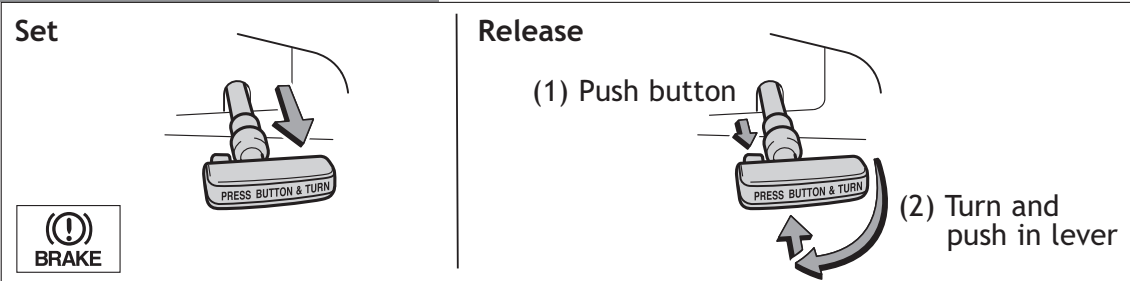 Set
PRESS BUTTON & TURN
BRAKE
Release
(1) Push button
PRESS BUTTON & TURN
(2) Turn and
push in lever